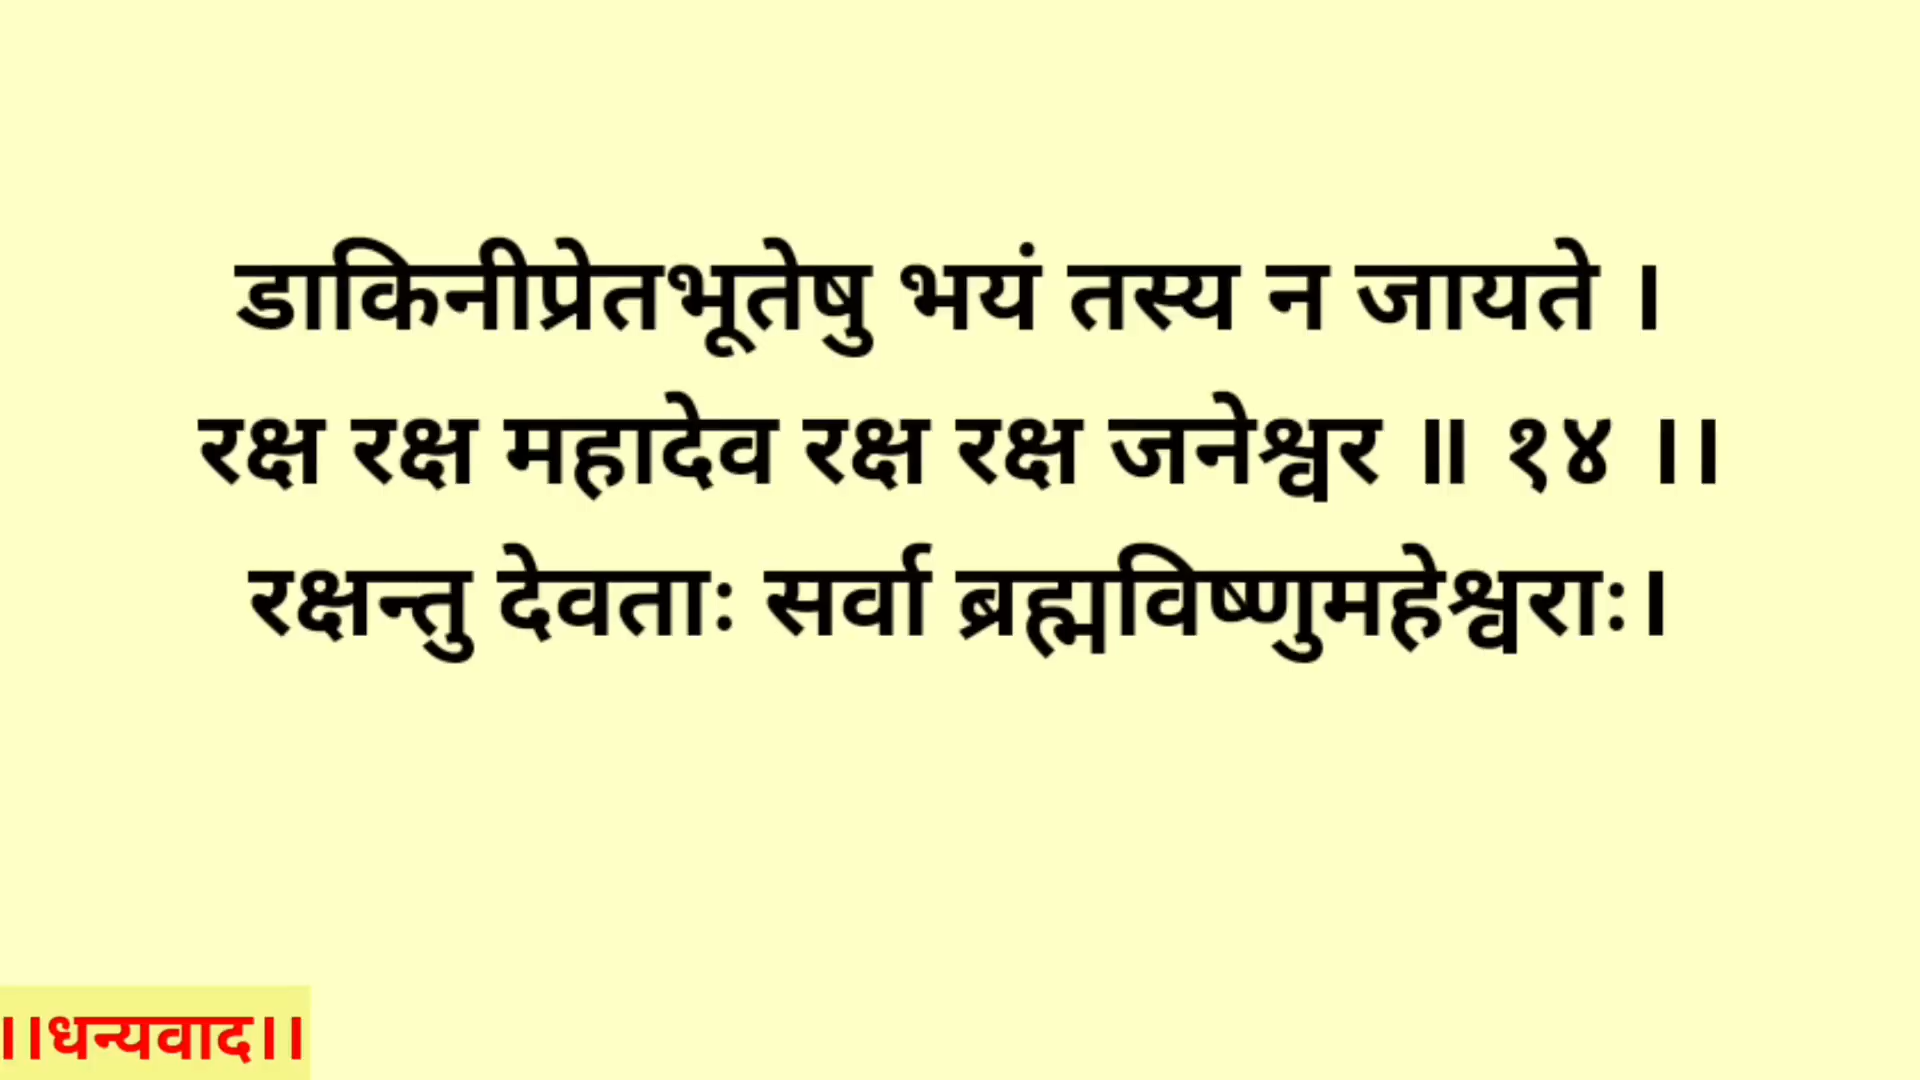 डाकिनीप्रेतभूतेषु भयं तस्य न जायते ।
रक्ष रक्ष महादेव रक्ष रक्ष जनेश्वर ॥ १४ ।।
रक्षन्तु देवताः सर्वा ब्रह्मविष्णुमहेश्वराः।
।।धन्यवाद।।